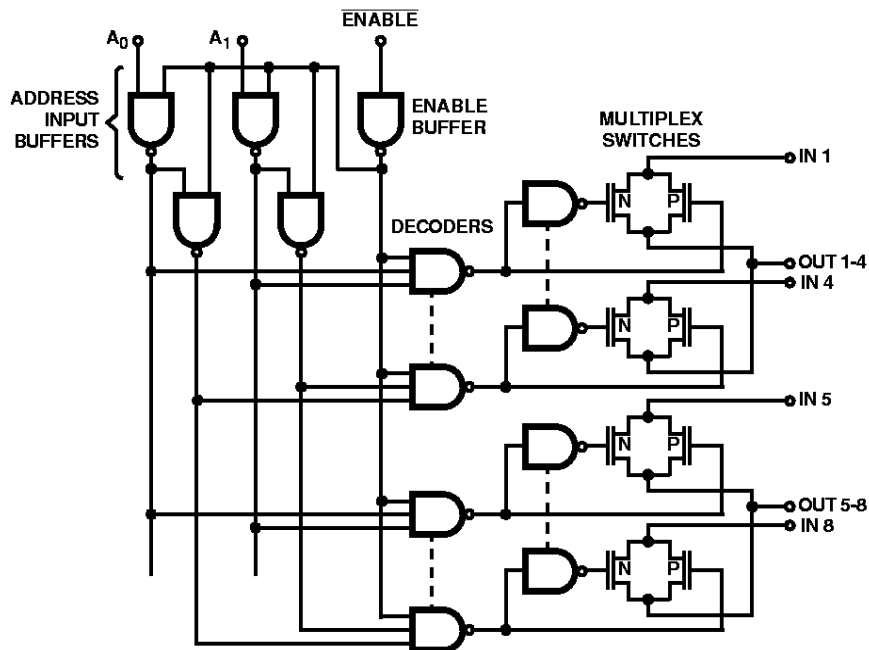 ENABLE
A0
A1
ADDRESS
INPUT
BUFFERS
ENABLE
BUFFER
MULTIPLEX
SWITCHES
IN 1
N
P
DECODERS
OUT 1-4
IN 4
N
P
IN 5
N
P
OUT 5-8
IN 8
N
P